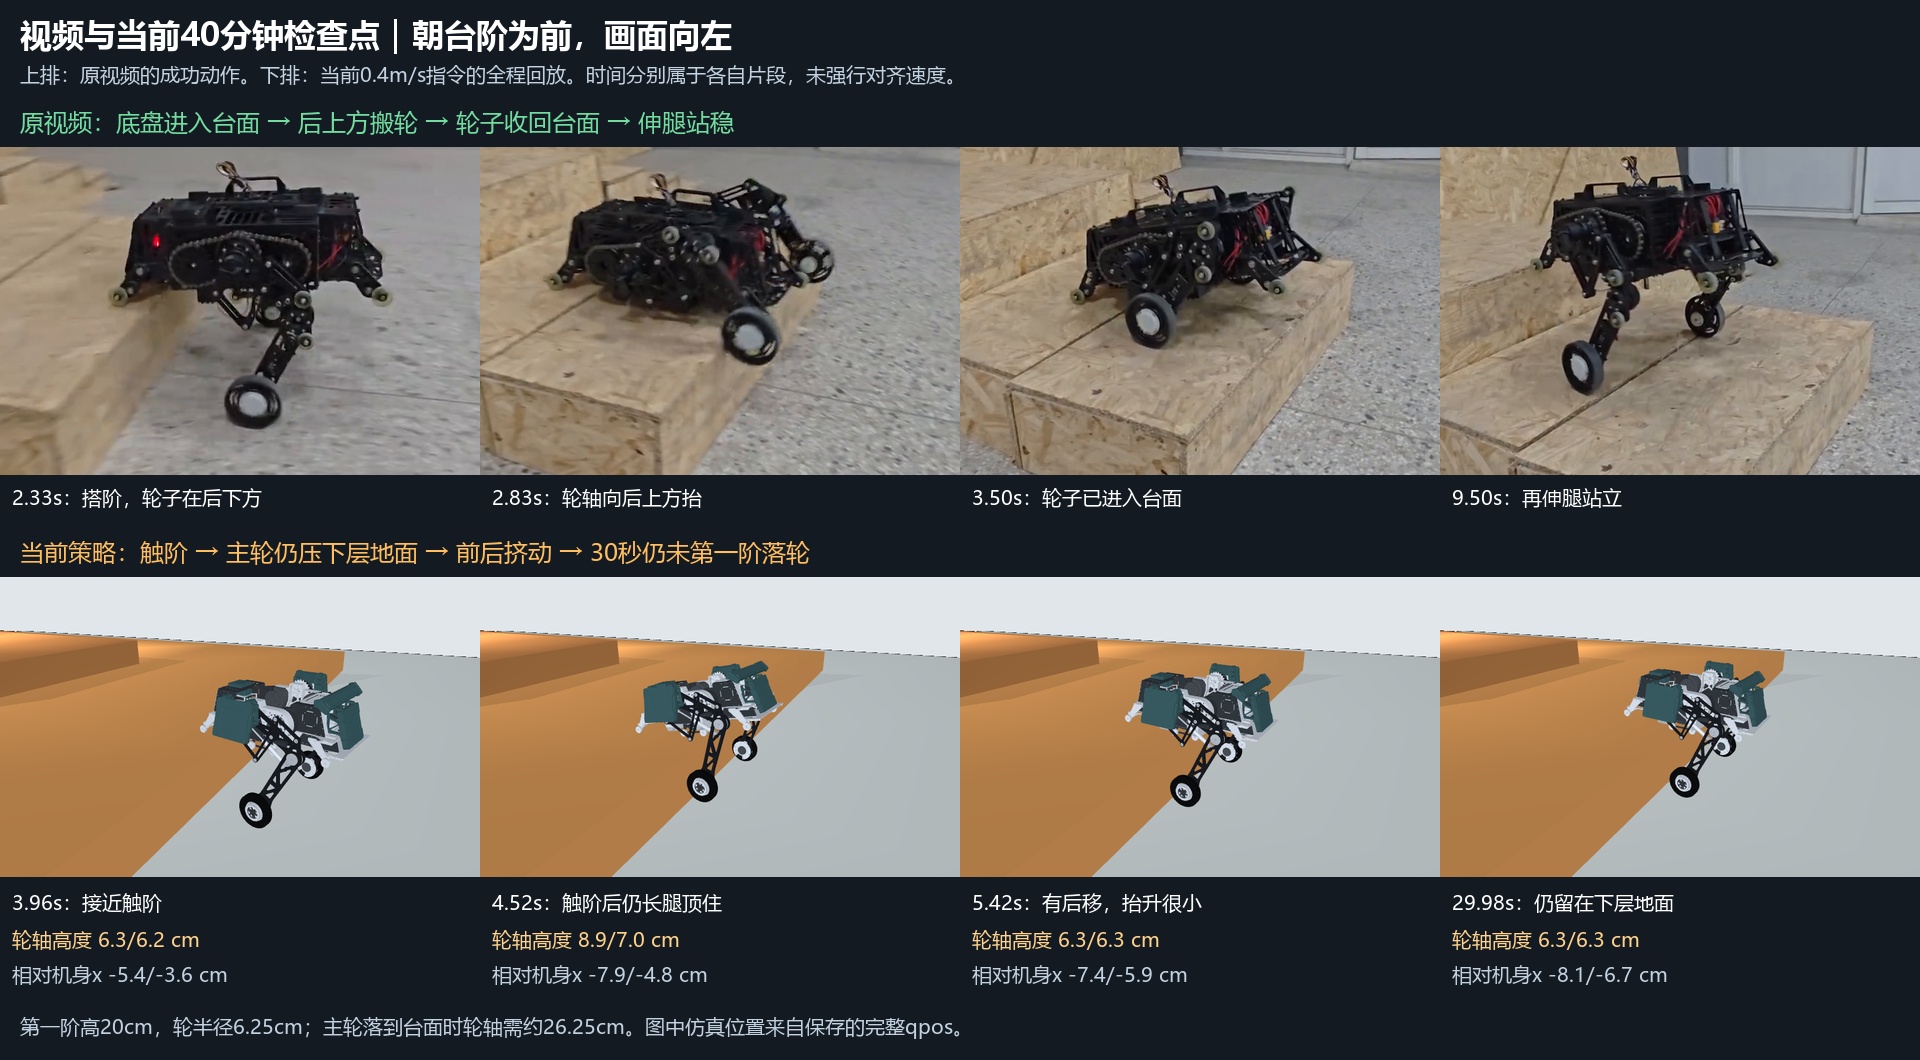 视频与当前40分钟检查点｜朝台阶为前，画面向左
上排：原视频的成功动作。下排：当前0.4m/s指令的全程回放。时间分别属于各自片段，未强行对齐速度。
原视频：底盘进入台面 → 后上方搬轮 → 轮子收回台面 → 伸腿站稳
2.33s：搭阶，轮子在后下方
2.83s：轮轴向后上方抬
3.50s：轮子已进入台面
9.50s：再伸腿站立
当前策略：触阶 → 主轮仍压下层地面 → 前后挤动 → 30秒仍未第一阶落轮
3.96s：接近触阶
轮轴高度 6.3/6.2 cm
相对机身x -5.4/-3.6 cm
4.52s：触阶后仍长腿顶住
轮轴高度 8.9/7.0 cm
相对机身x -7.9/-4.8 cm
5.42s：有后移，抬升很小
轮轴高度 6.3/6.3 cm
相对机身x -7.4/-5.9 cm
29.98s：仍留在下层地面
轮轴高度 6.3/6.3 cm
相对机身x -8.1/-6.7 cm
第一阶高20cm，轮半径6.25cm；主轮落到台面时轮轴需约26.25cm。图中仿真位置来自保存的完整qpos。